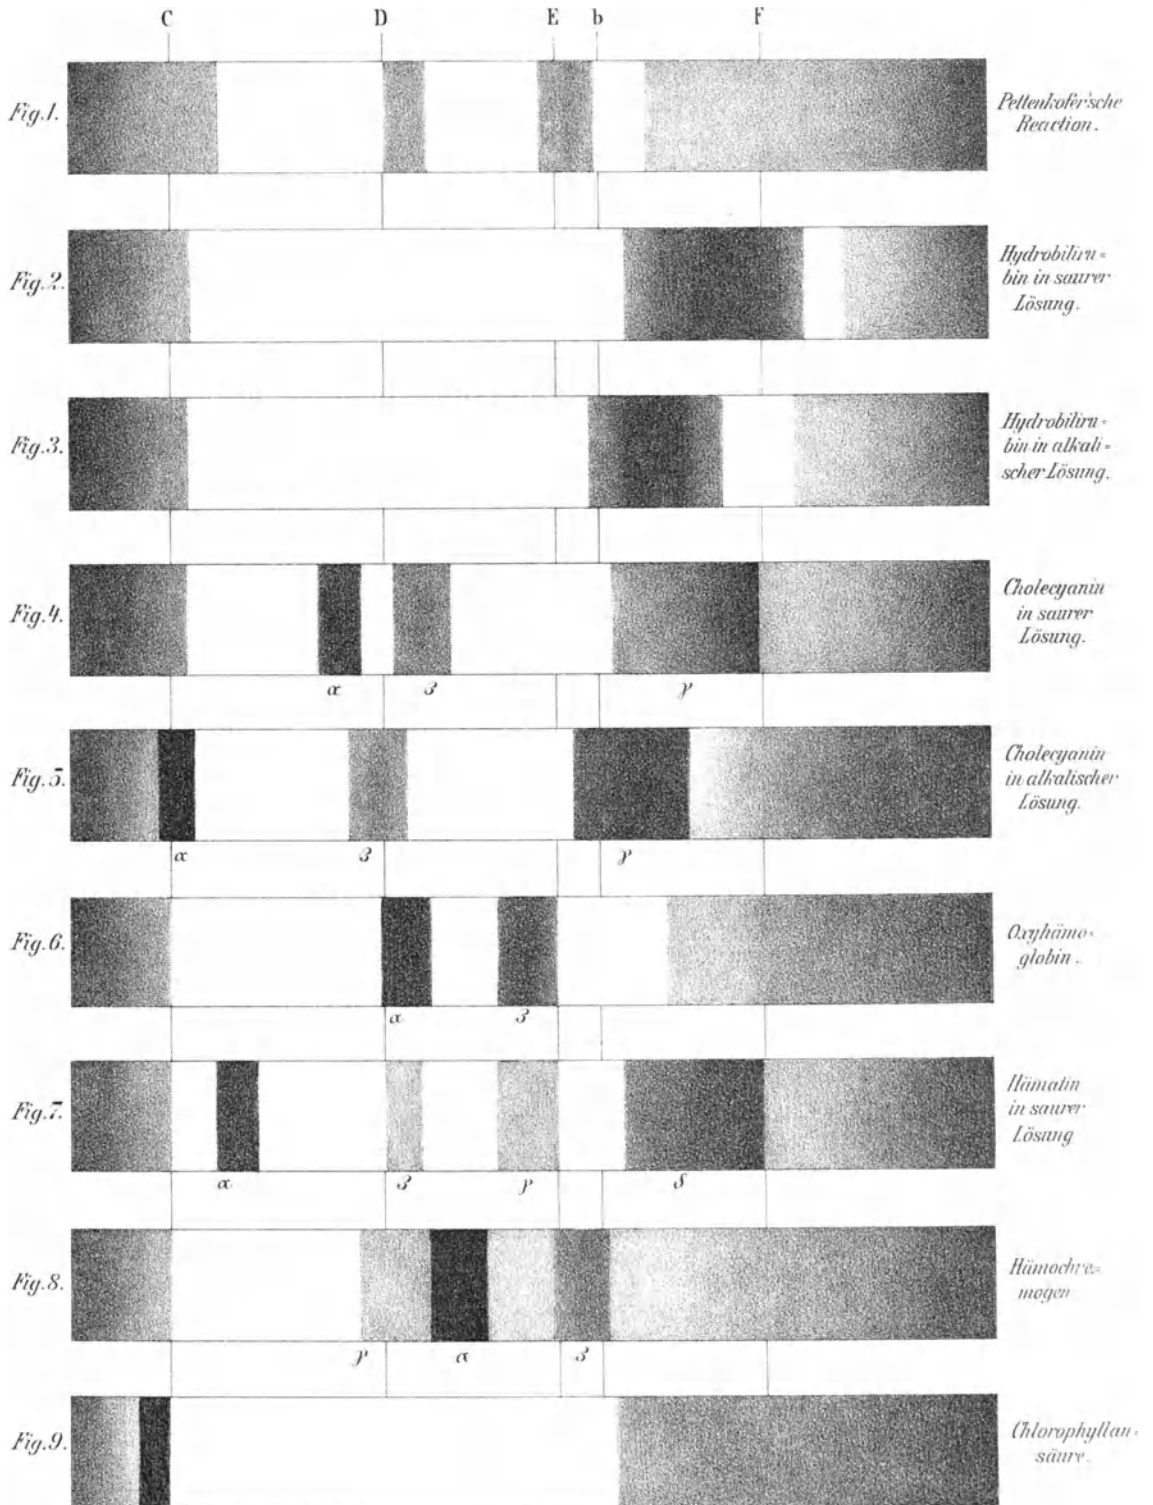 C D E b F
Fig.1.
Pettenkofer'sche
Reaction.
Fig.2.
Hydrobiliru=
bin in saurer
Lösung.
Fig.3.
Hydrobiliru=
bin in alkali=
scher Lösung.
Fig.4.
Cholecyanin
in saurer
Lösung.
α β γ
Fig.5.
Cholecyanin
in alkalischer
Lösung.
α β γ
Fig.6.
Oxyhämo=
globin.
α β
Fig.7.
Hämatin
in saurer
Lösung
α β γ δ
Fig.8.
Hämochro=
mogen
γ α β
Fig.9.
Chlorophyllan=
säure.